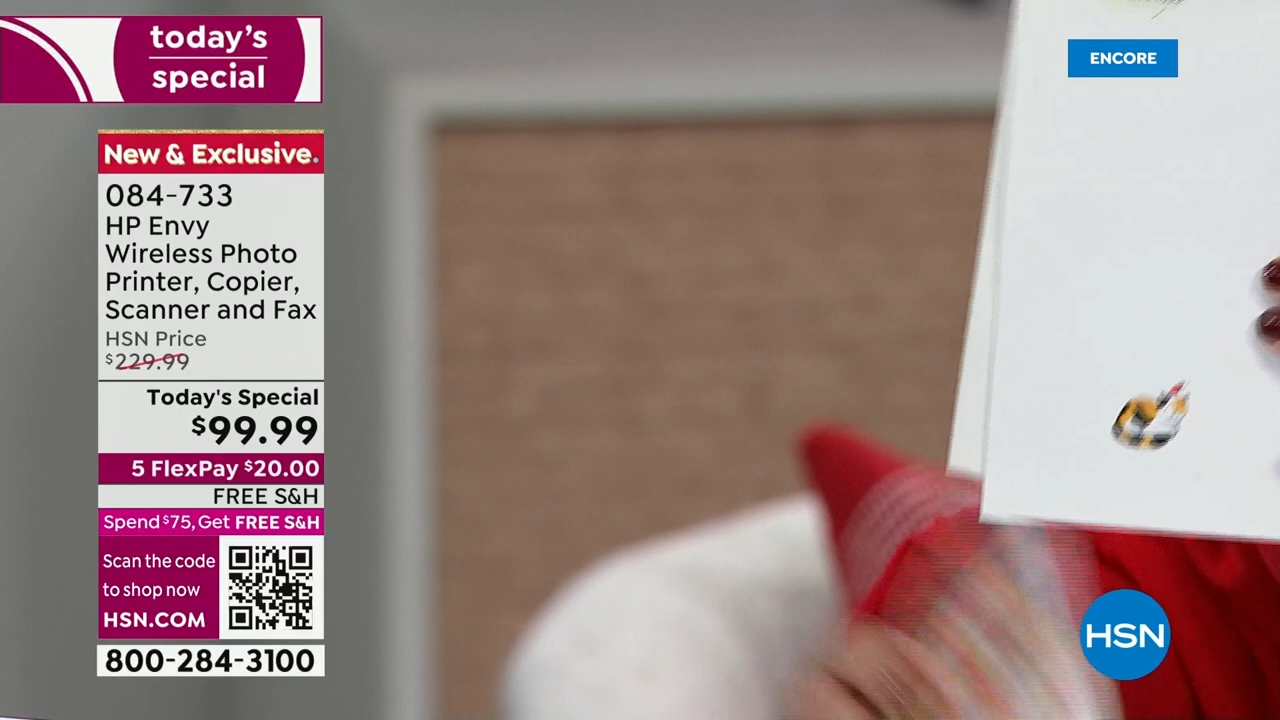 today's
special
ENCORE
New & Exclusive.
084-733
HP Envy
Wireless Photo
Printer, Copier,
Scanner and Fax
HSN Price
$229.99
Today's Special
$99.99
5 FlexPay $20.00
FREE S&H
Spend $75, Get FREE S&H
Scan the code
to shop now
HSN.COM
800-284-3100
HSN